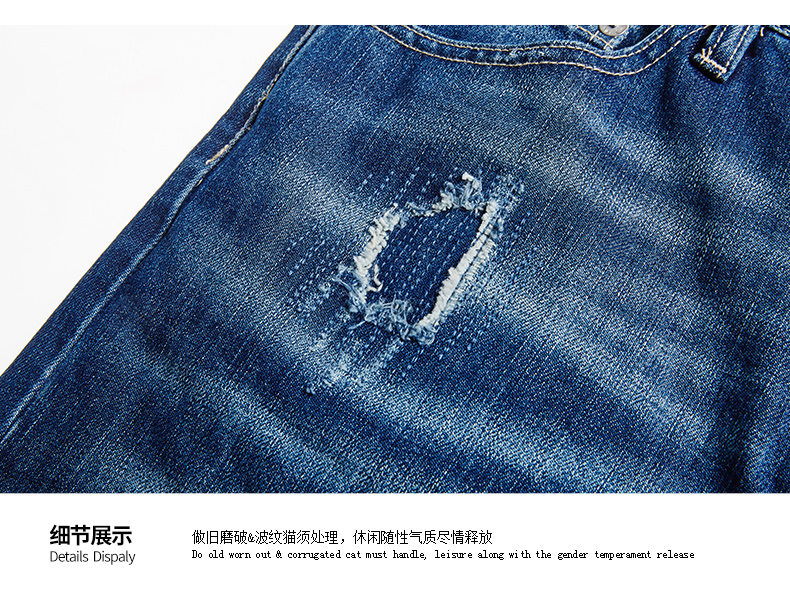 细节展示
Details Dispaly
做旧磨破&波纹猫须处理，休闲随性气质尽情释放
Do old worn out & corrugated cat must handle, leisure along with the gender temperament release